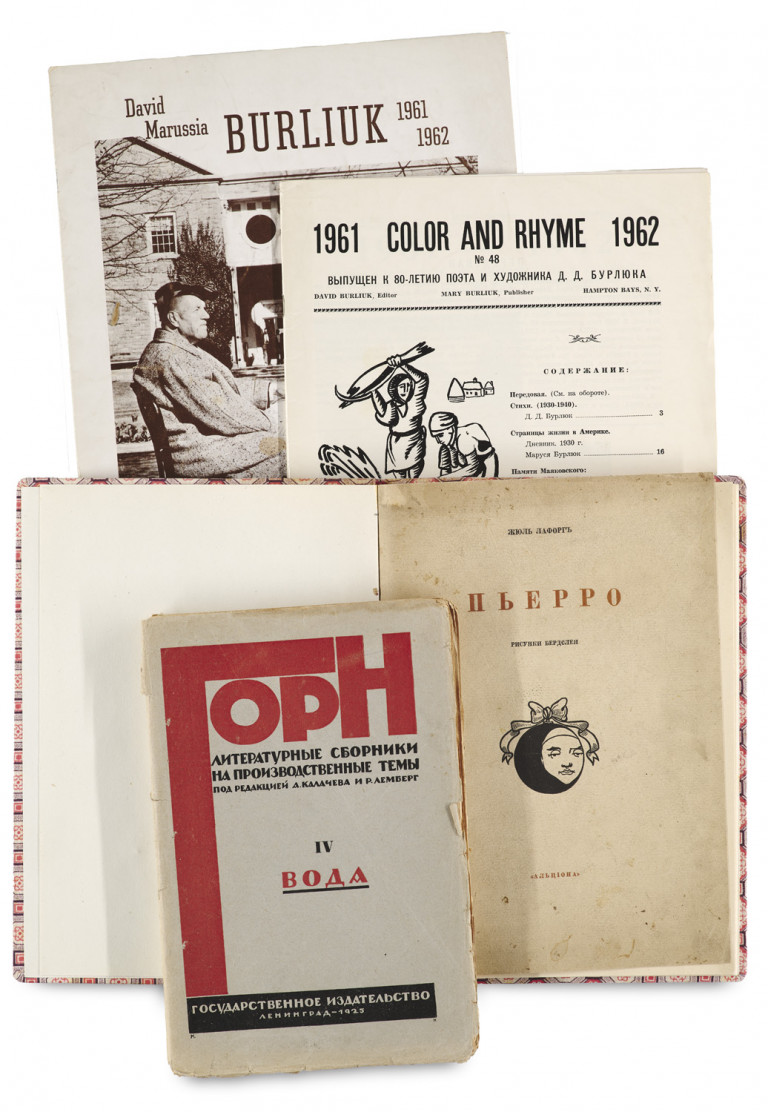 David
Marussia
BURLIUK
1961
1962
1961 COLOR AND RHYME 1962
№ 48
ВЫПУЩЕН К 80-ЛЕТИЮ ПОЭТА И ХУДОЖНИКА Д. Д. БУРЛЮКА
DAVID BURLIUK, Editor MARY BURLIUK, Publisher HAMPTON BAYS, N. Y.
СОДЕРЖАНИЕ:
Передовая. (См. на обороте).
Стихи. (1930-1940).
Д. Д. Бурлюк 3
Страницы жизни в Америке.
Дневник. 1930 г.
Маруся Бурлюк 16
Памяти Маяковского:
ЖЮЛЬ ЛАФОРГЪ
ПЬЕРРО
РИСУНКИ БЕРДСЛЕИ
«АЛЬЦІОНА»
ГОРН
ЛИТЕРАТУРНЫЕ СБОРНИКИ
НА ПРОИЗВОДСТВЕННЫЕ ТЕМЫ
ПОД РЕДАКЦИЕЙ Д. КАЛАЧЕВА И Р. ЛЕМБЕРГ
IV
ВОДА
ГОСУДАРСТВЕННОЕ ИЗДАТЕЛЬСТВО
ЛЕНИНГРАД-1925